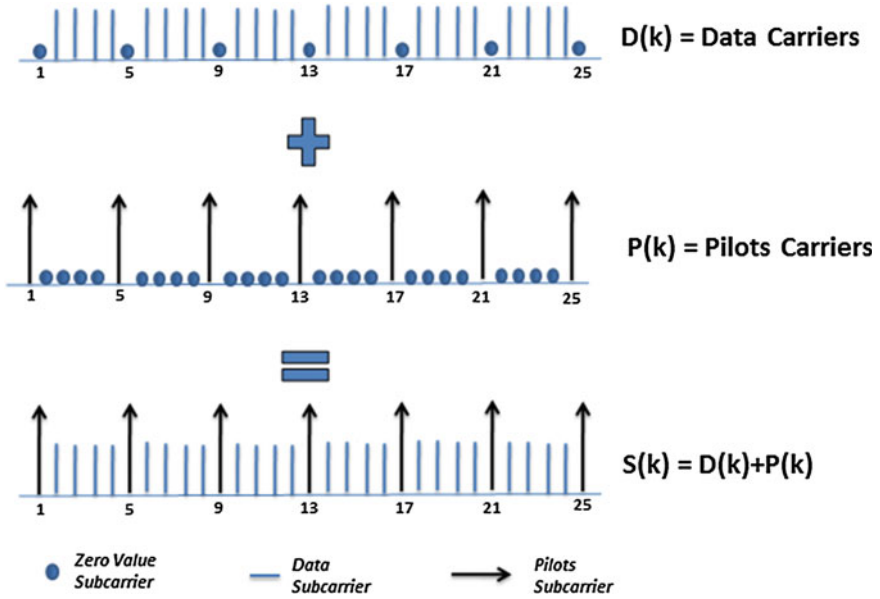 D(k) = Data Carriers
1 5 9 13 17 21 25
P(k) = Pilots Carriers
1 5 9 13 17 21 25
S(k) = D(k)+P(k)
1 5 9 13 17 21 25
Zero Value
Subcarrier
Data
Subcarrier
Pilots
Subcarrier